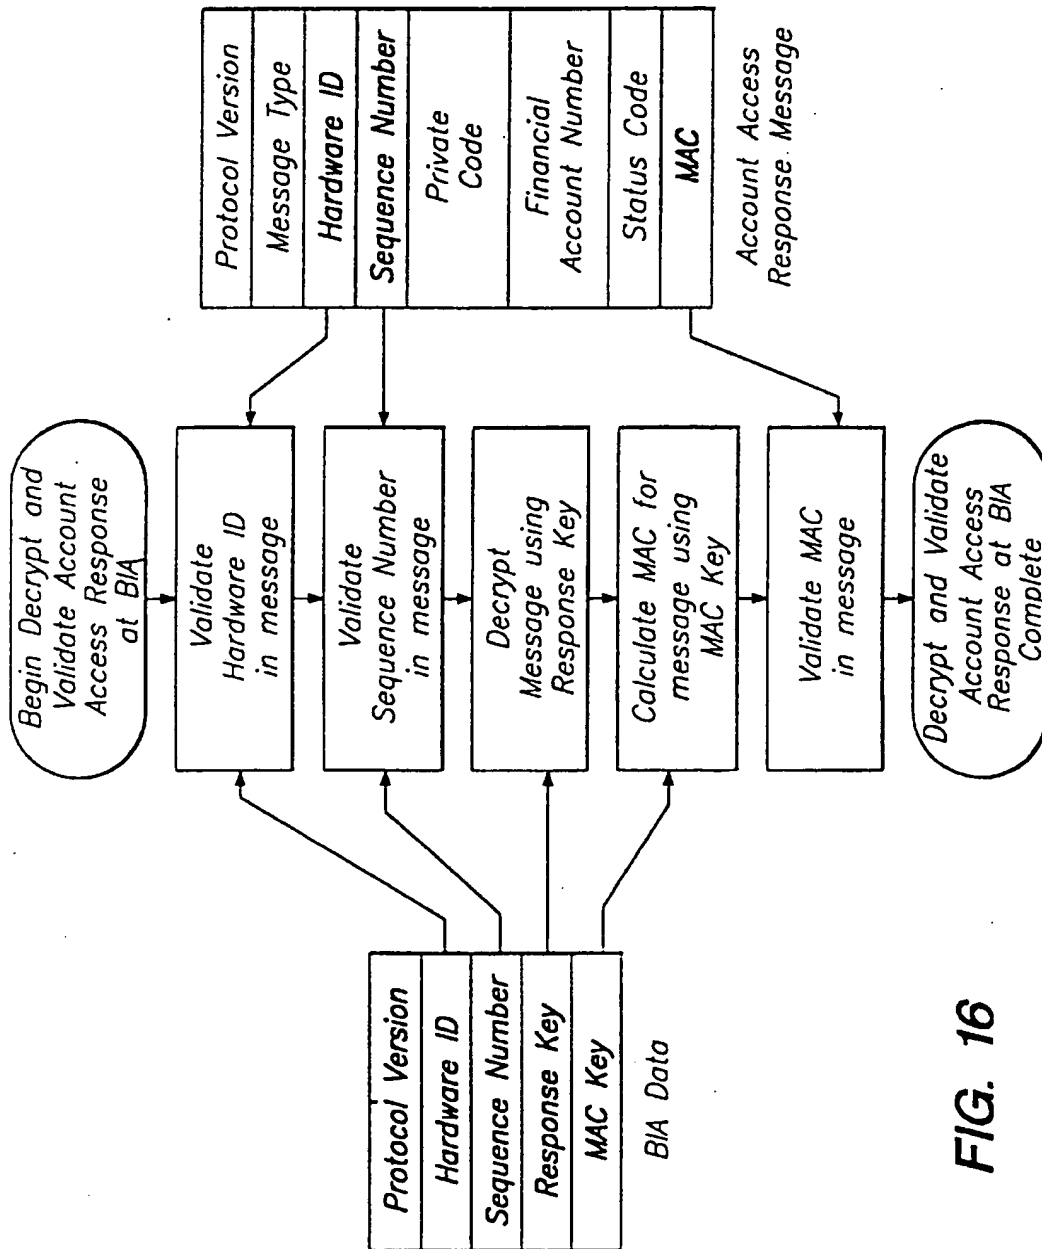 Begin Decrypt and
Validate Account
Access Response
at BIA
Validate
Hardware ID
in message
Validate
Sequence Number
in message
Decrypt
Message using
Response Key
Calculate MAC for
message using
MAC Key
Validate MAC
in message
Decrypt and Validate
Account Access
Response at BIA
Complete
Protocol Version
Hardware ID
Sequence Number
Response Key
MAC Key
BIA Data
Protocol Version
Message Type
Hardware ID
Sequence Number
Private
Code
Financial
Account Number
Status Code
MAC
Account Access
Response Message
FIG. 16